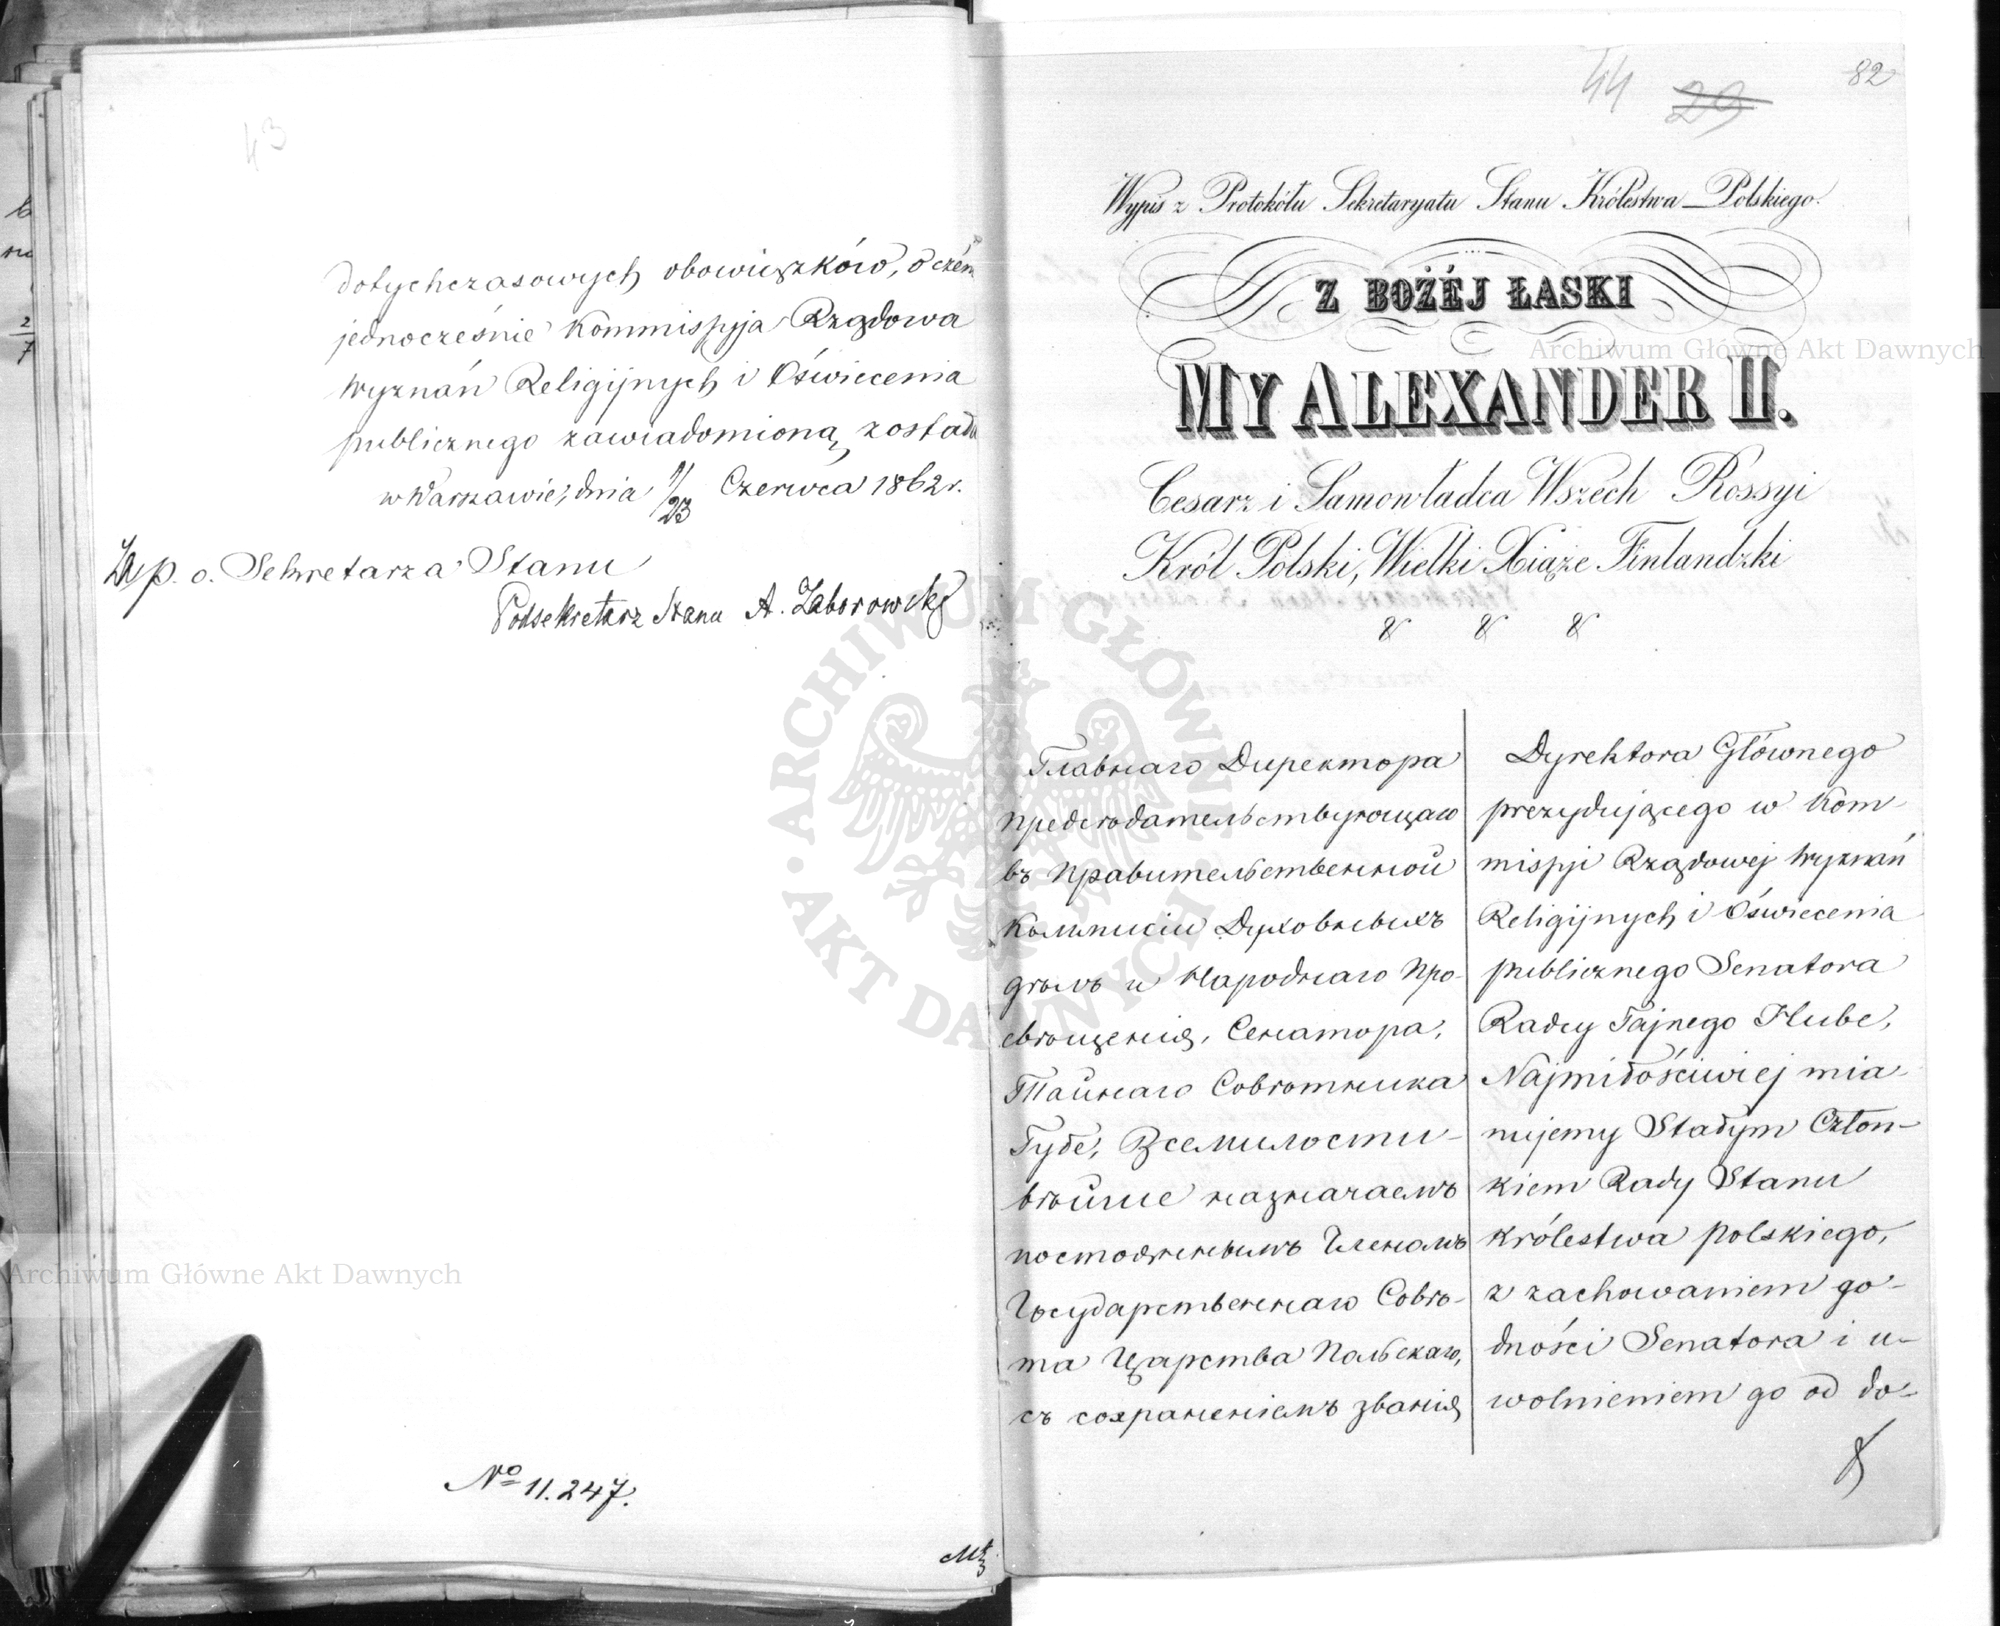 43
dotychczasowych obowiązków, o czém
jednocześnie Kommissyja Rządowa
Wyznań Religijnych i Oświecenia
publicznego zawiadomioną została
w Warszawie, dnia 11/23 Czerwca 1862 r.
p. o. Sekretarza Stanu
Podsekretarz Stanu A. Zaborowski
No 11.247.
44 29 82
Wypis z Protokółu Sekretaryatu Stanu Królestwa Polskiego.
Z BOŻÉJ ŁASKI
MY ALEXANDER II.
Cesarz i Samowładca Wszech Rossyi
Król Polski, Wielki Xiąże Finlandzki
& & &
Главнаго Директора
предсѣдательствующаго
въ Правительственной
Коммисіи Духовныхъ
дѣлъ и Народнаго Про-
свѣщенія, Сенатора,
Тайнаго Совѣтника
Губе, Всемилости-
вѣйше назначаемъ
постояннымъ Членомъ
Государственнаго Совѣ-
та Царства Польскаго,
съ сохраненіемъ званія
Dyrektora Głównego
prezydującego w Kom-
missyi Rządowej Wyznań
Religijnych i Oświecenia
publicznego Senatora
Radcy Tajnego Hube,
Najmiłościwiej mia-
nujemy Stałym Człon-
kiem Rady Stanu
królestwa polskiego,
z zachowaniem go-
dności Senatora i u-
wolnieniem go od do-
Archiwum Główne Akt Dawnych
Archiwum Główne Akt Dawnych
ARCHIWUM GŁÓWNE AKT DAWNYCH